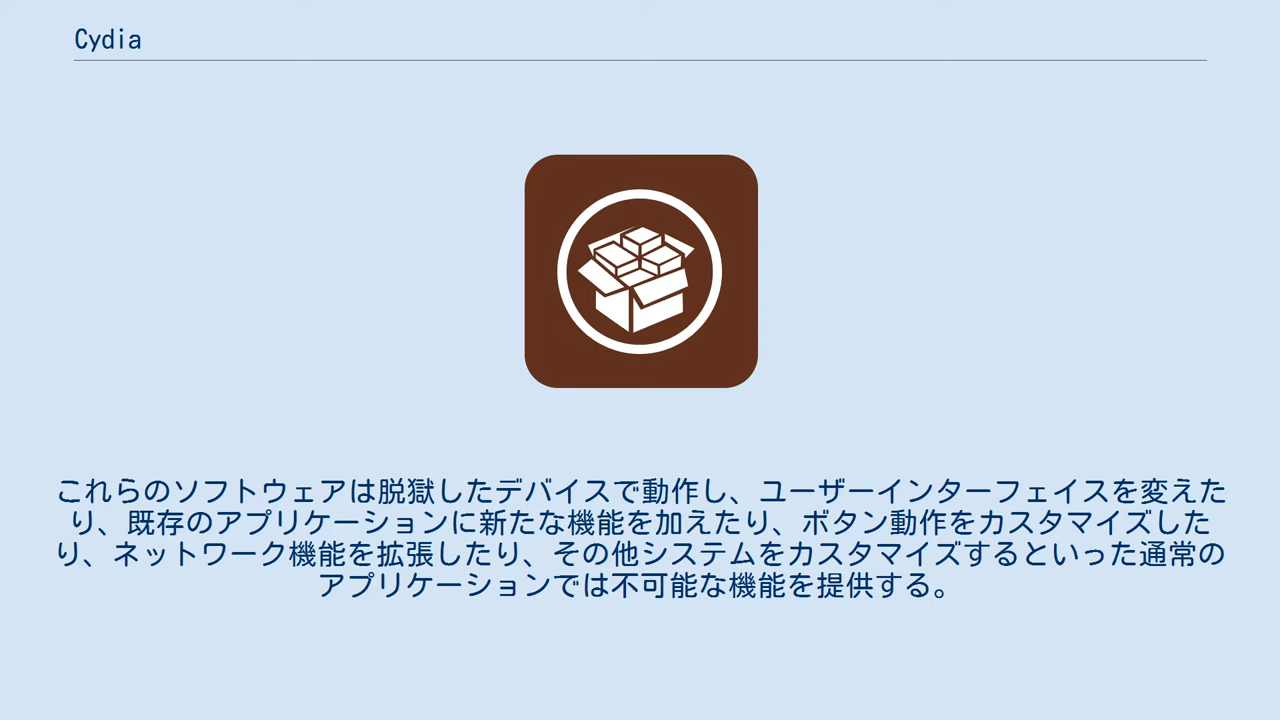 Cydia
これらのソフトウェアは脱獄したデバイスで動作し、ユーザーインターフェイスを変えた
り、既存のアプリケーションに新たな機能を加えたり、ボタン動作をカスタマイズした
り、ネットワーク機能を拡張したり、その他システムをカスタマイズするといった通常の
アプリケーションでは不可能な機能を提供する。